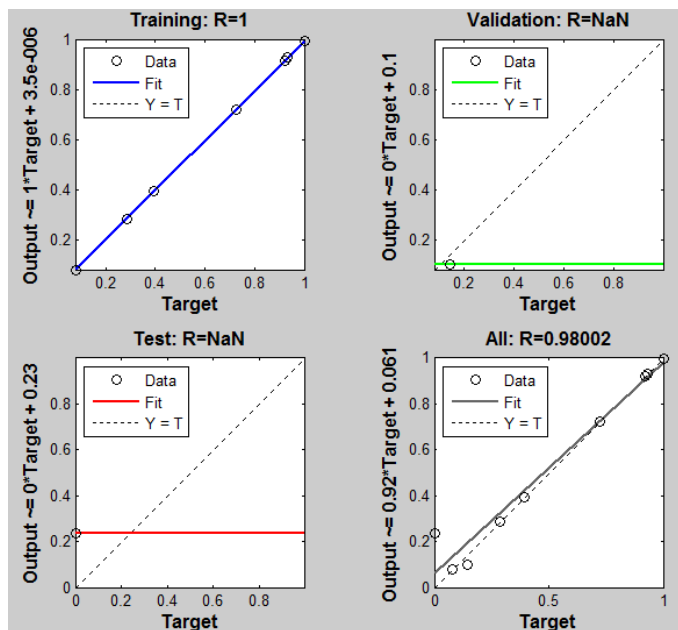 Training: R=1
Output ~= 1*Target + 3.5e-006
1
0.8
0.6
0.4
0.2
Data
Fit
Y = T
0.2 0.4 0.6 0.8 1
Target
Validation: R=NaN
Output ~= 0*Target + 0.1
0.8
0.6
0.4
0.2
Data
Fit
Y = T
0.2 0.4 0.6 0.8
Target
Test: R=NaN
Output ~= 0*Target + 0.23
0.8
0.6
0.4
0.2
0
Data
Fit
Y = T
0 0.2 0.4 0.6 0.8
Target
All: R=0.98002
Output ~= 0.92*Target + 0.061
1
0.8
0.6
0.4
0.2
0
Data
Fit
Y = T
0 0.5 1
Target